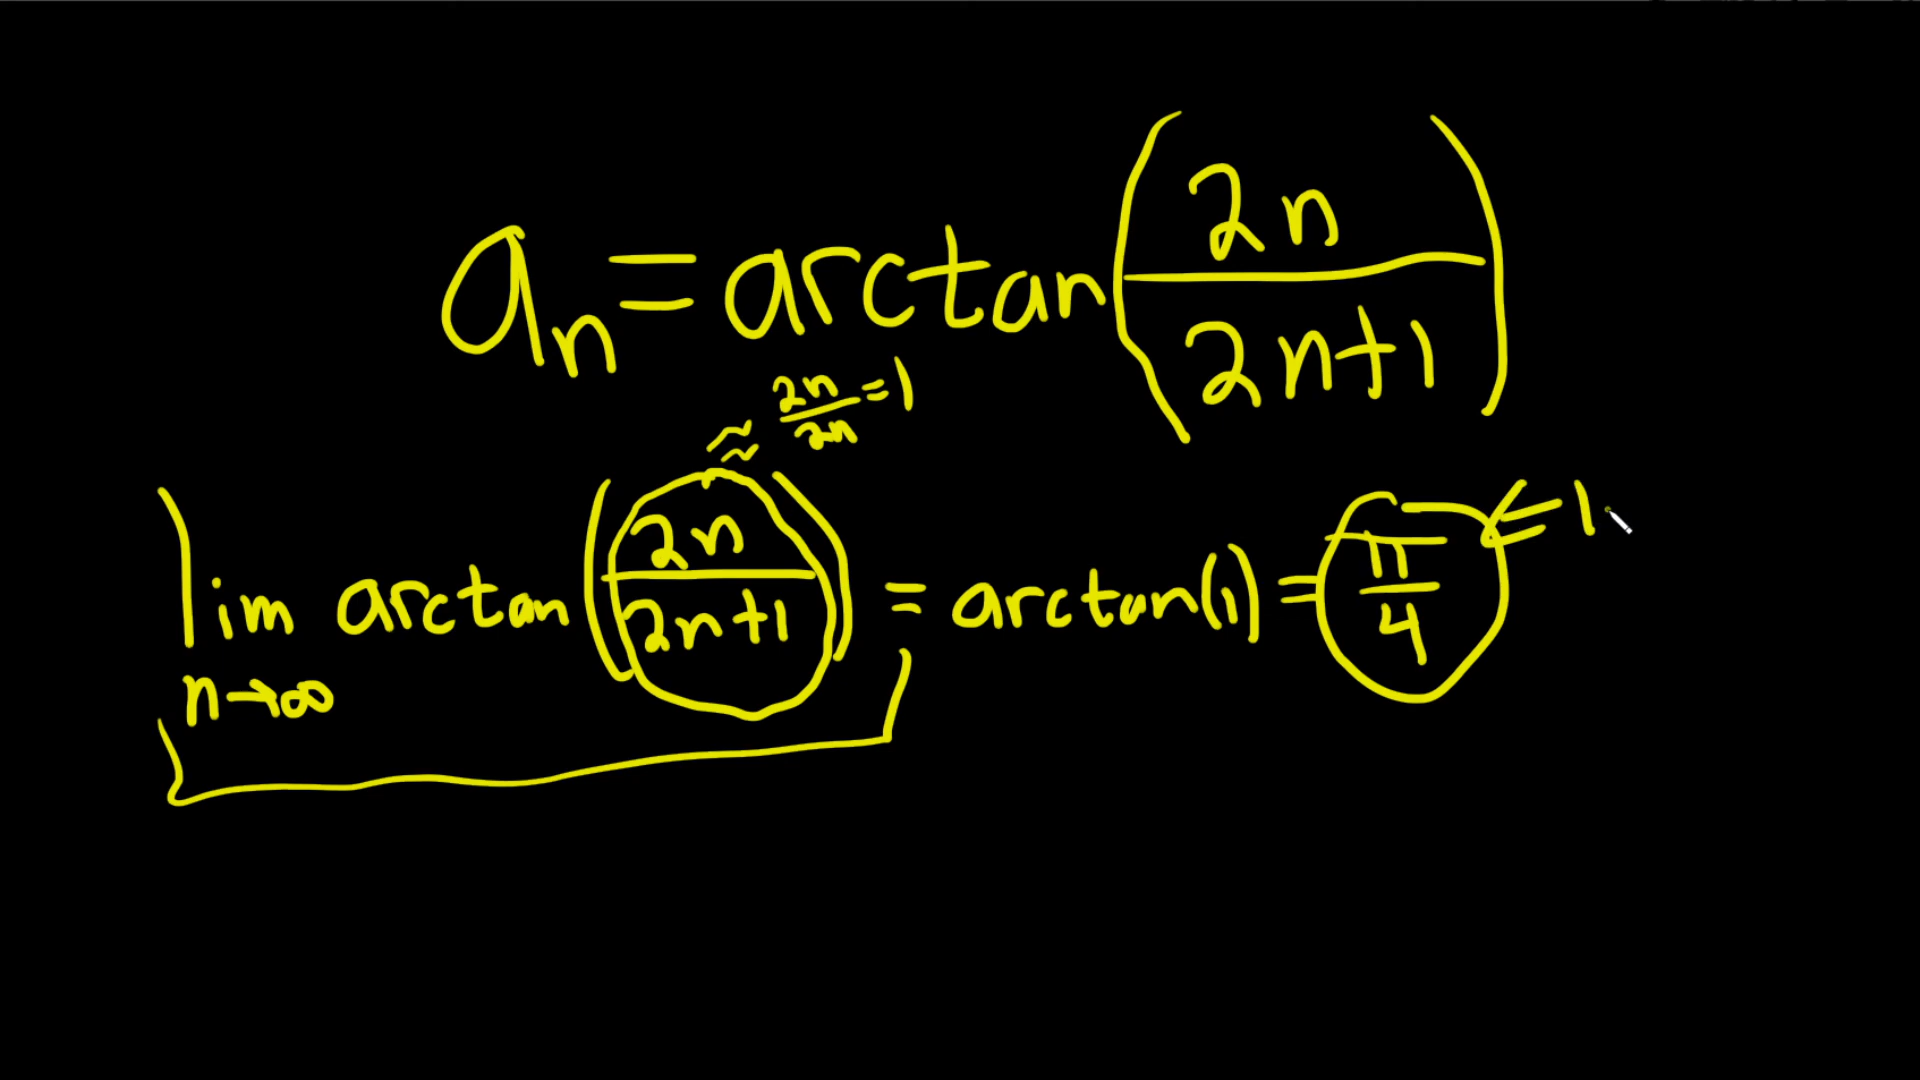 aₙ = arctan(2n/(2n+1))
≈ 2n/2n = 1
lim n→∞ arctan(2n/(2n+1)) = arctan(1) = π/4 ⇐ 1